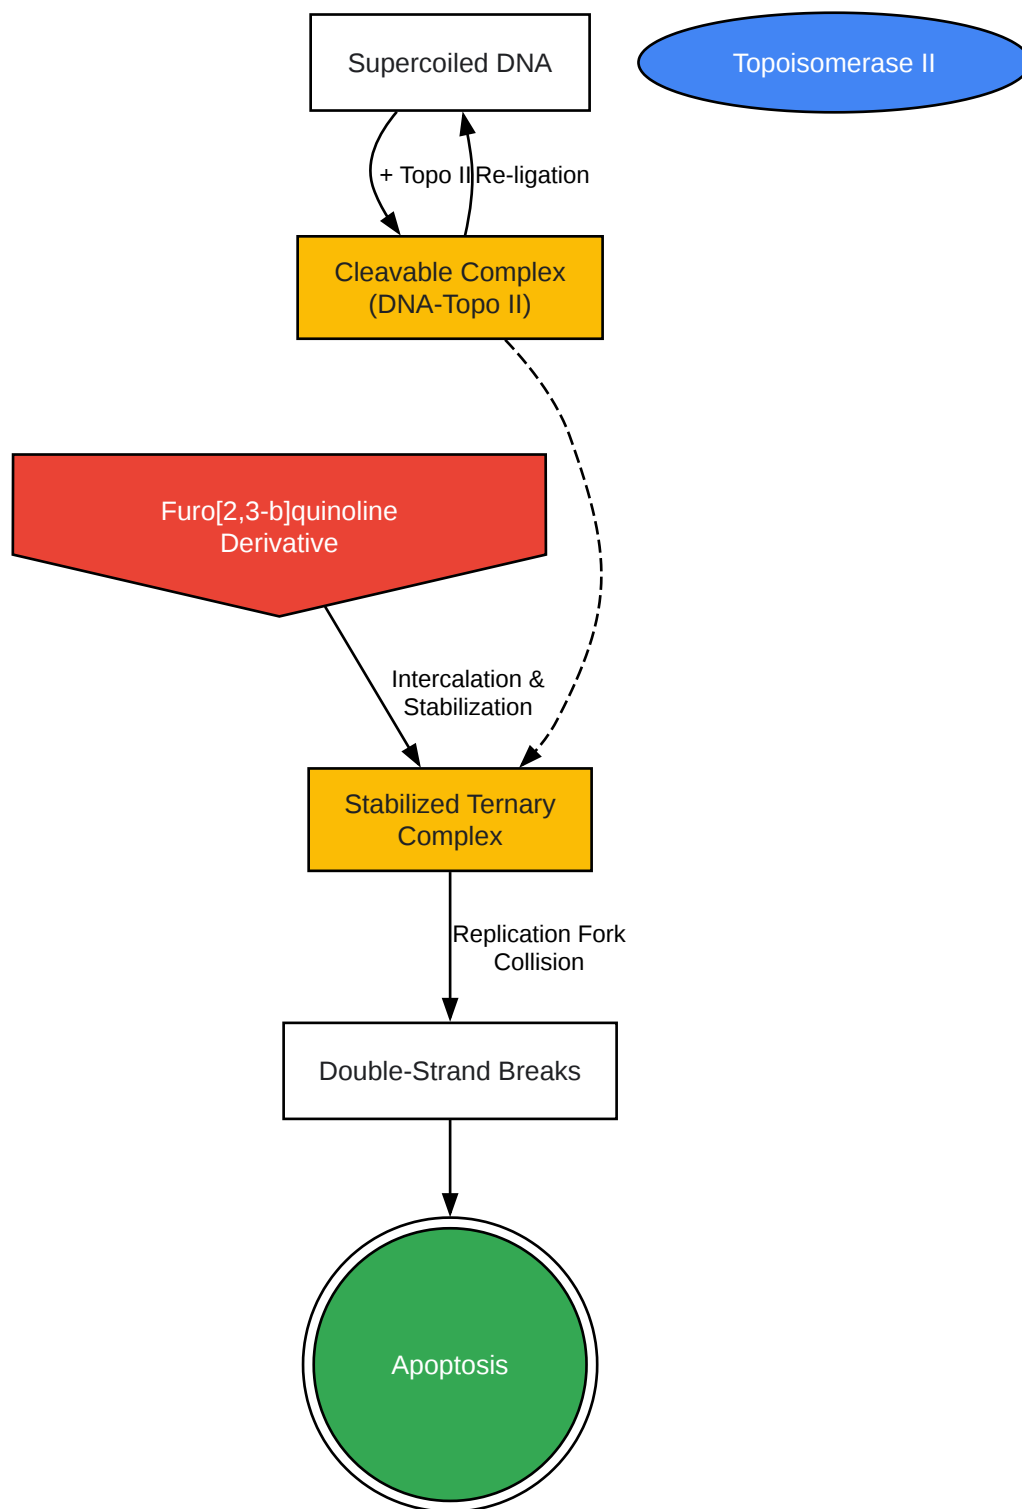 Supercoiled DNA
Topoisomerase II
+ Topo II
Re-ligation
Cleavable Complex
(DNA-Topo II)
Furo[2,3-b]quinoline
Derivative
Intercalation &
Stabilization
Stabilized Ternary
Complex
Replication Fork
Collision
Double-Strand Breaks
Apoptosis